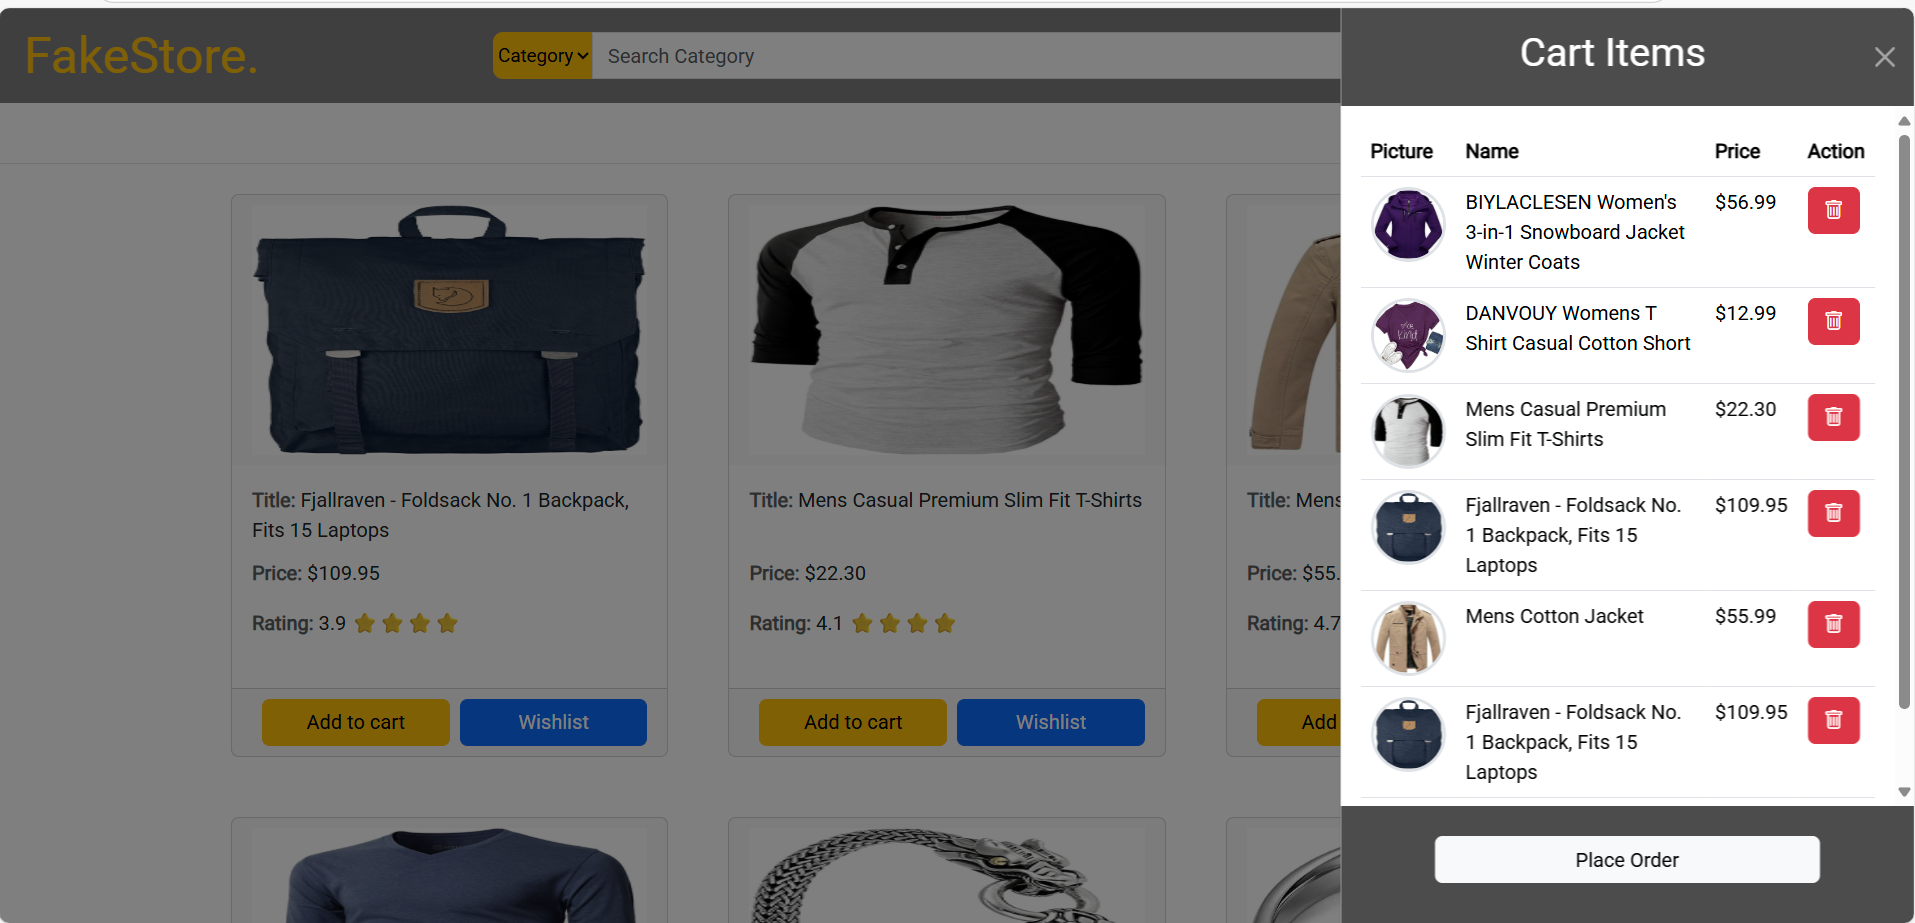 FakeStore.
Category
Search Category
Title: Fjallraven - Foldsack No. 1 Backpack,
Fits 15 Laptops
Price: $109.95
Rating: 3.9
Add to cart
Wishlist
Title: Mens Casual Premium Slim Fit T-Shirts
Price: $22.30
Rating: 4.1
Add to cart
Wishlist
Title: Mens
Price: $55.
Rating: 4.7
Add
Cart Items
Picture Name Price Action
BIYLACLESEN Women's $56.99
3-in-1 Snowboard Jacket
Winter Coats
DANVOUY Womens T $12.99
Shirt Casual Cotton Short
Mens Casual Premium $22.30
Slim Fit T-Shirts
Fjallraven - Foldsack No. $109.95
1 Backpack, Fits 15
Laptops
Mens Cotton Jacket $55.99
Fjallraven - Foldsack No. $109.95
1 Backpack, Fits 15
Laptops
Place Order